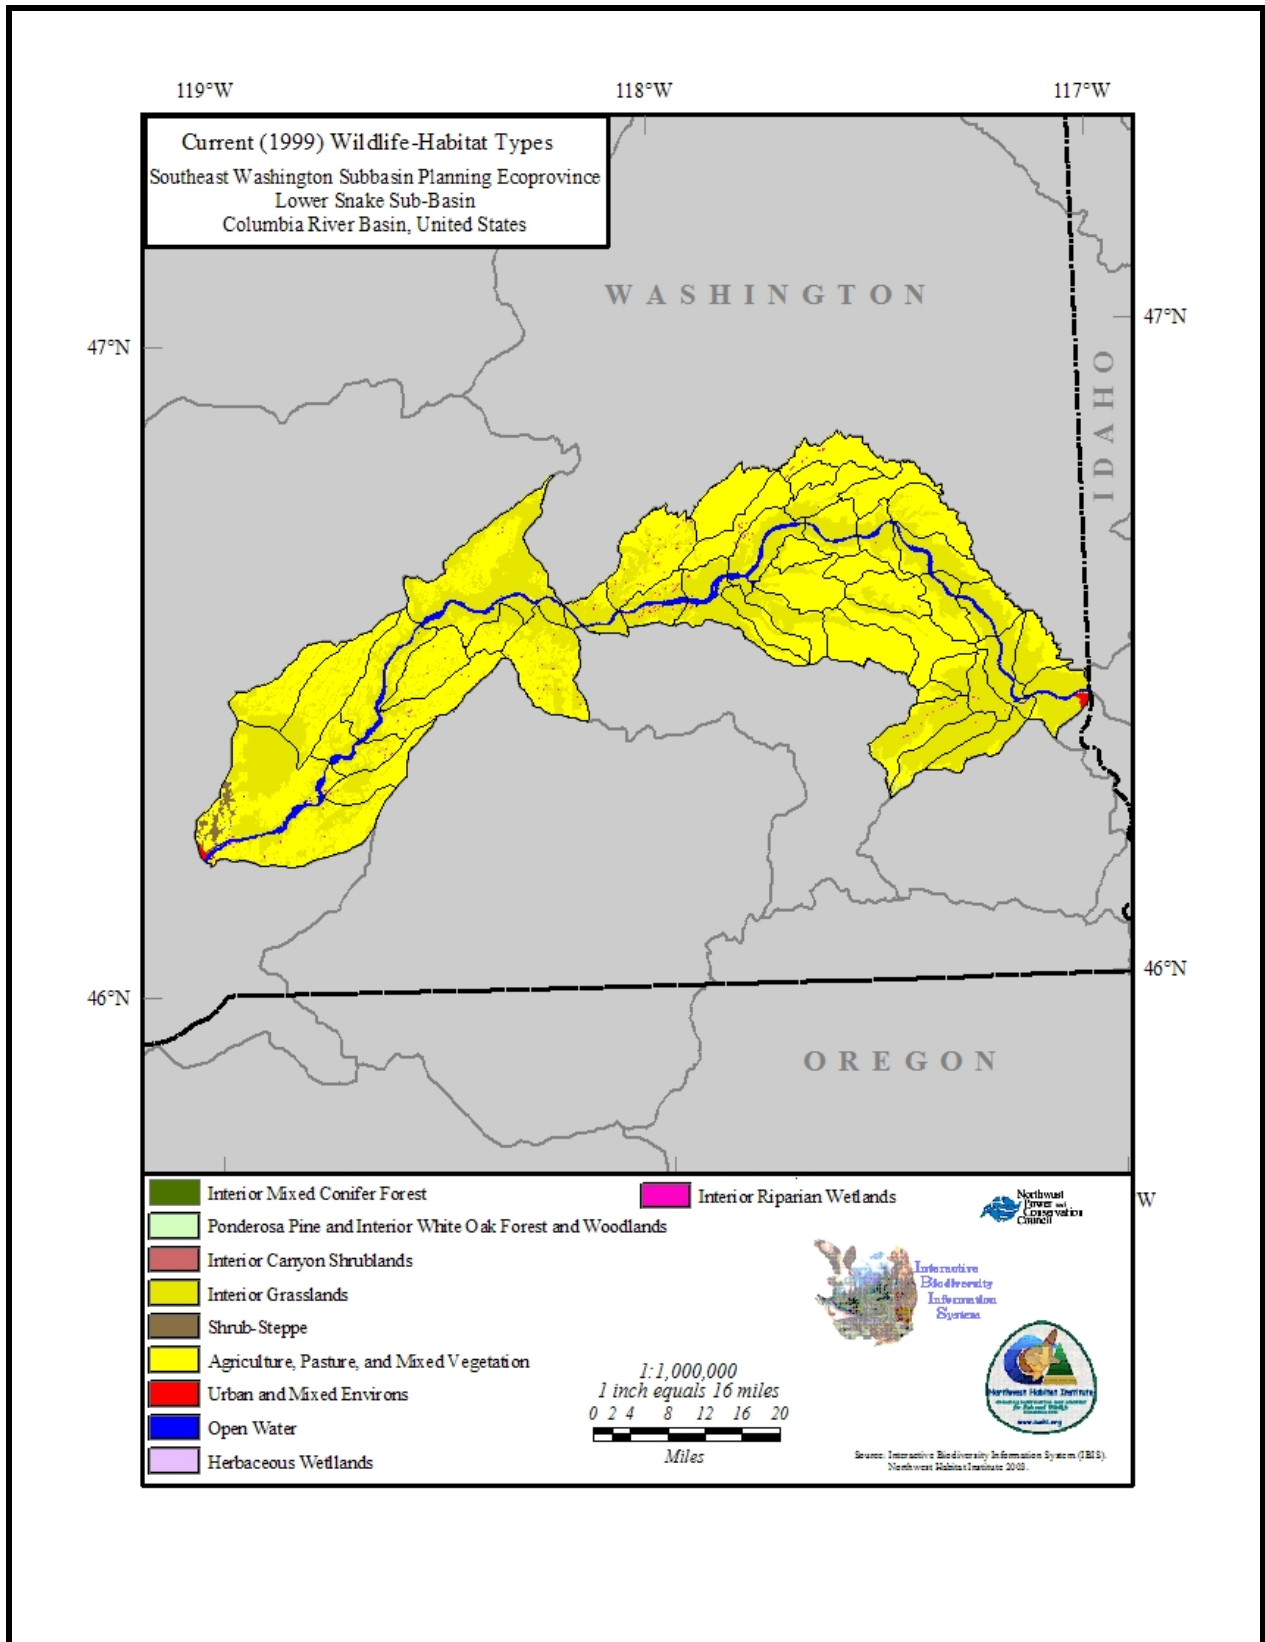 119°W 118°W 117°W
Current (1999) Wildlife-Habitat Types
Southeast Washington Subbasin Planning Ecoprovince
Lower Snake Sub-Basin
Columbia River Basin, United States
WASHINGTON
47°N
47°N
IDAHO
46°N
46°N
OREGON
Interior Mixed Conifer Forest
Ponderosa Pine and Interior White Oak Forest and Woodlands
Interior Canyon Shrublands
Interior Grasslands
Shrub-Steppe
Agriculture, Pasture, and Mixed Vegetation
Urban and Mixed Environs
Open Water
Herbaceous Wetllands
Interior Riparian Wetlands
W
Northwest
Power and
Conservation
Council
Interactive
Biodiversity
Information
System
1:1,000,000
1 inch equals 16 miles
0 2 4 8 12 16 20
Miles
Northwest Habitat Institute
www.nwhi.org
Source: Interactive Biodiversity Information System (IBIS).
Northwest Habitat Institute 2003.